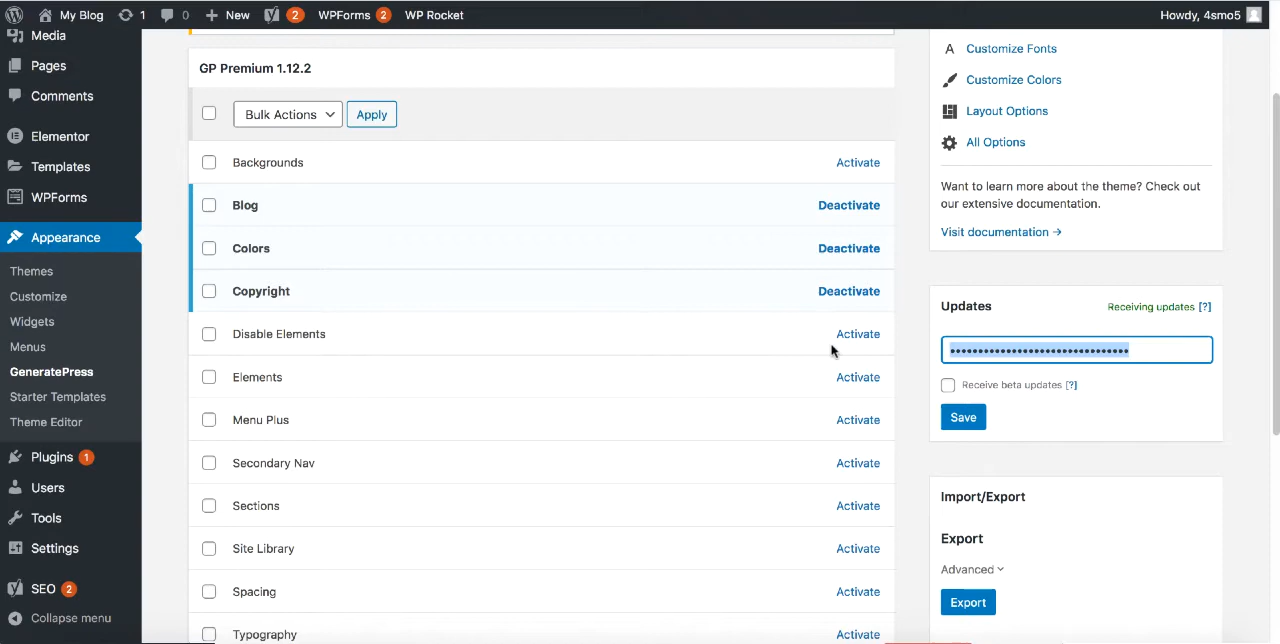 My Blog 1 0 New 2 WPForms 2 WP Rocket Howdy, 4smo5
Media
Pages
Comments
Elementor
Templates
WPForms
Appearance
Themes
Customize
Widgets
Menus
GeneratePress
Starter Templates
Theme Editor
Plugins 1
Users
Tools
Settings
SEO 2
Collapse menu
GP Premium 1.12.2
Bulk Actions Apply
Backgrounds Activate
Blog Deactivate
Colors Deactivate
Copyright Deactivate
Disable Elements Activate
Elements Activate
Menu Plus Activate
Secondary Nav Activate
Sections Activate
Site Library Activate
Spacing Activate
Typography Activate
Customize Fonts
Customize Colors
Layout Options
All Options
Want to learn more about the theme? Check out
our extensive documentation.
Visit documentation →
Updates Receiving updates [?]
••••••••••••••••••••••••••••••••
Receive beta updates [?]
Save
Import/Export
Export
Advanced
Export